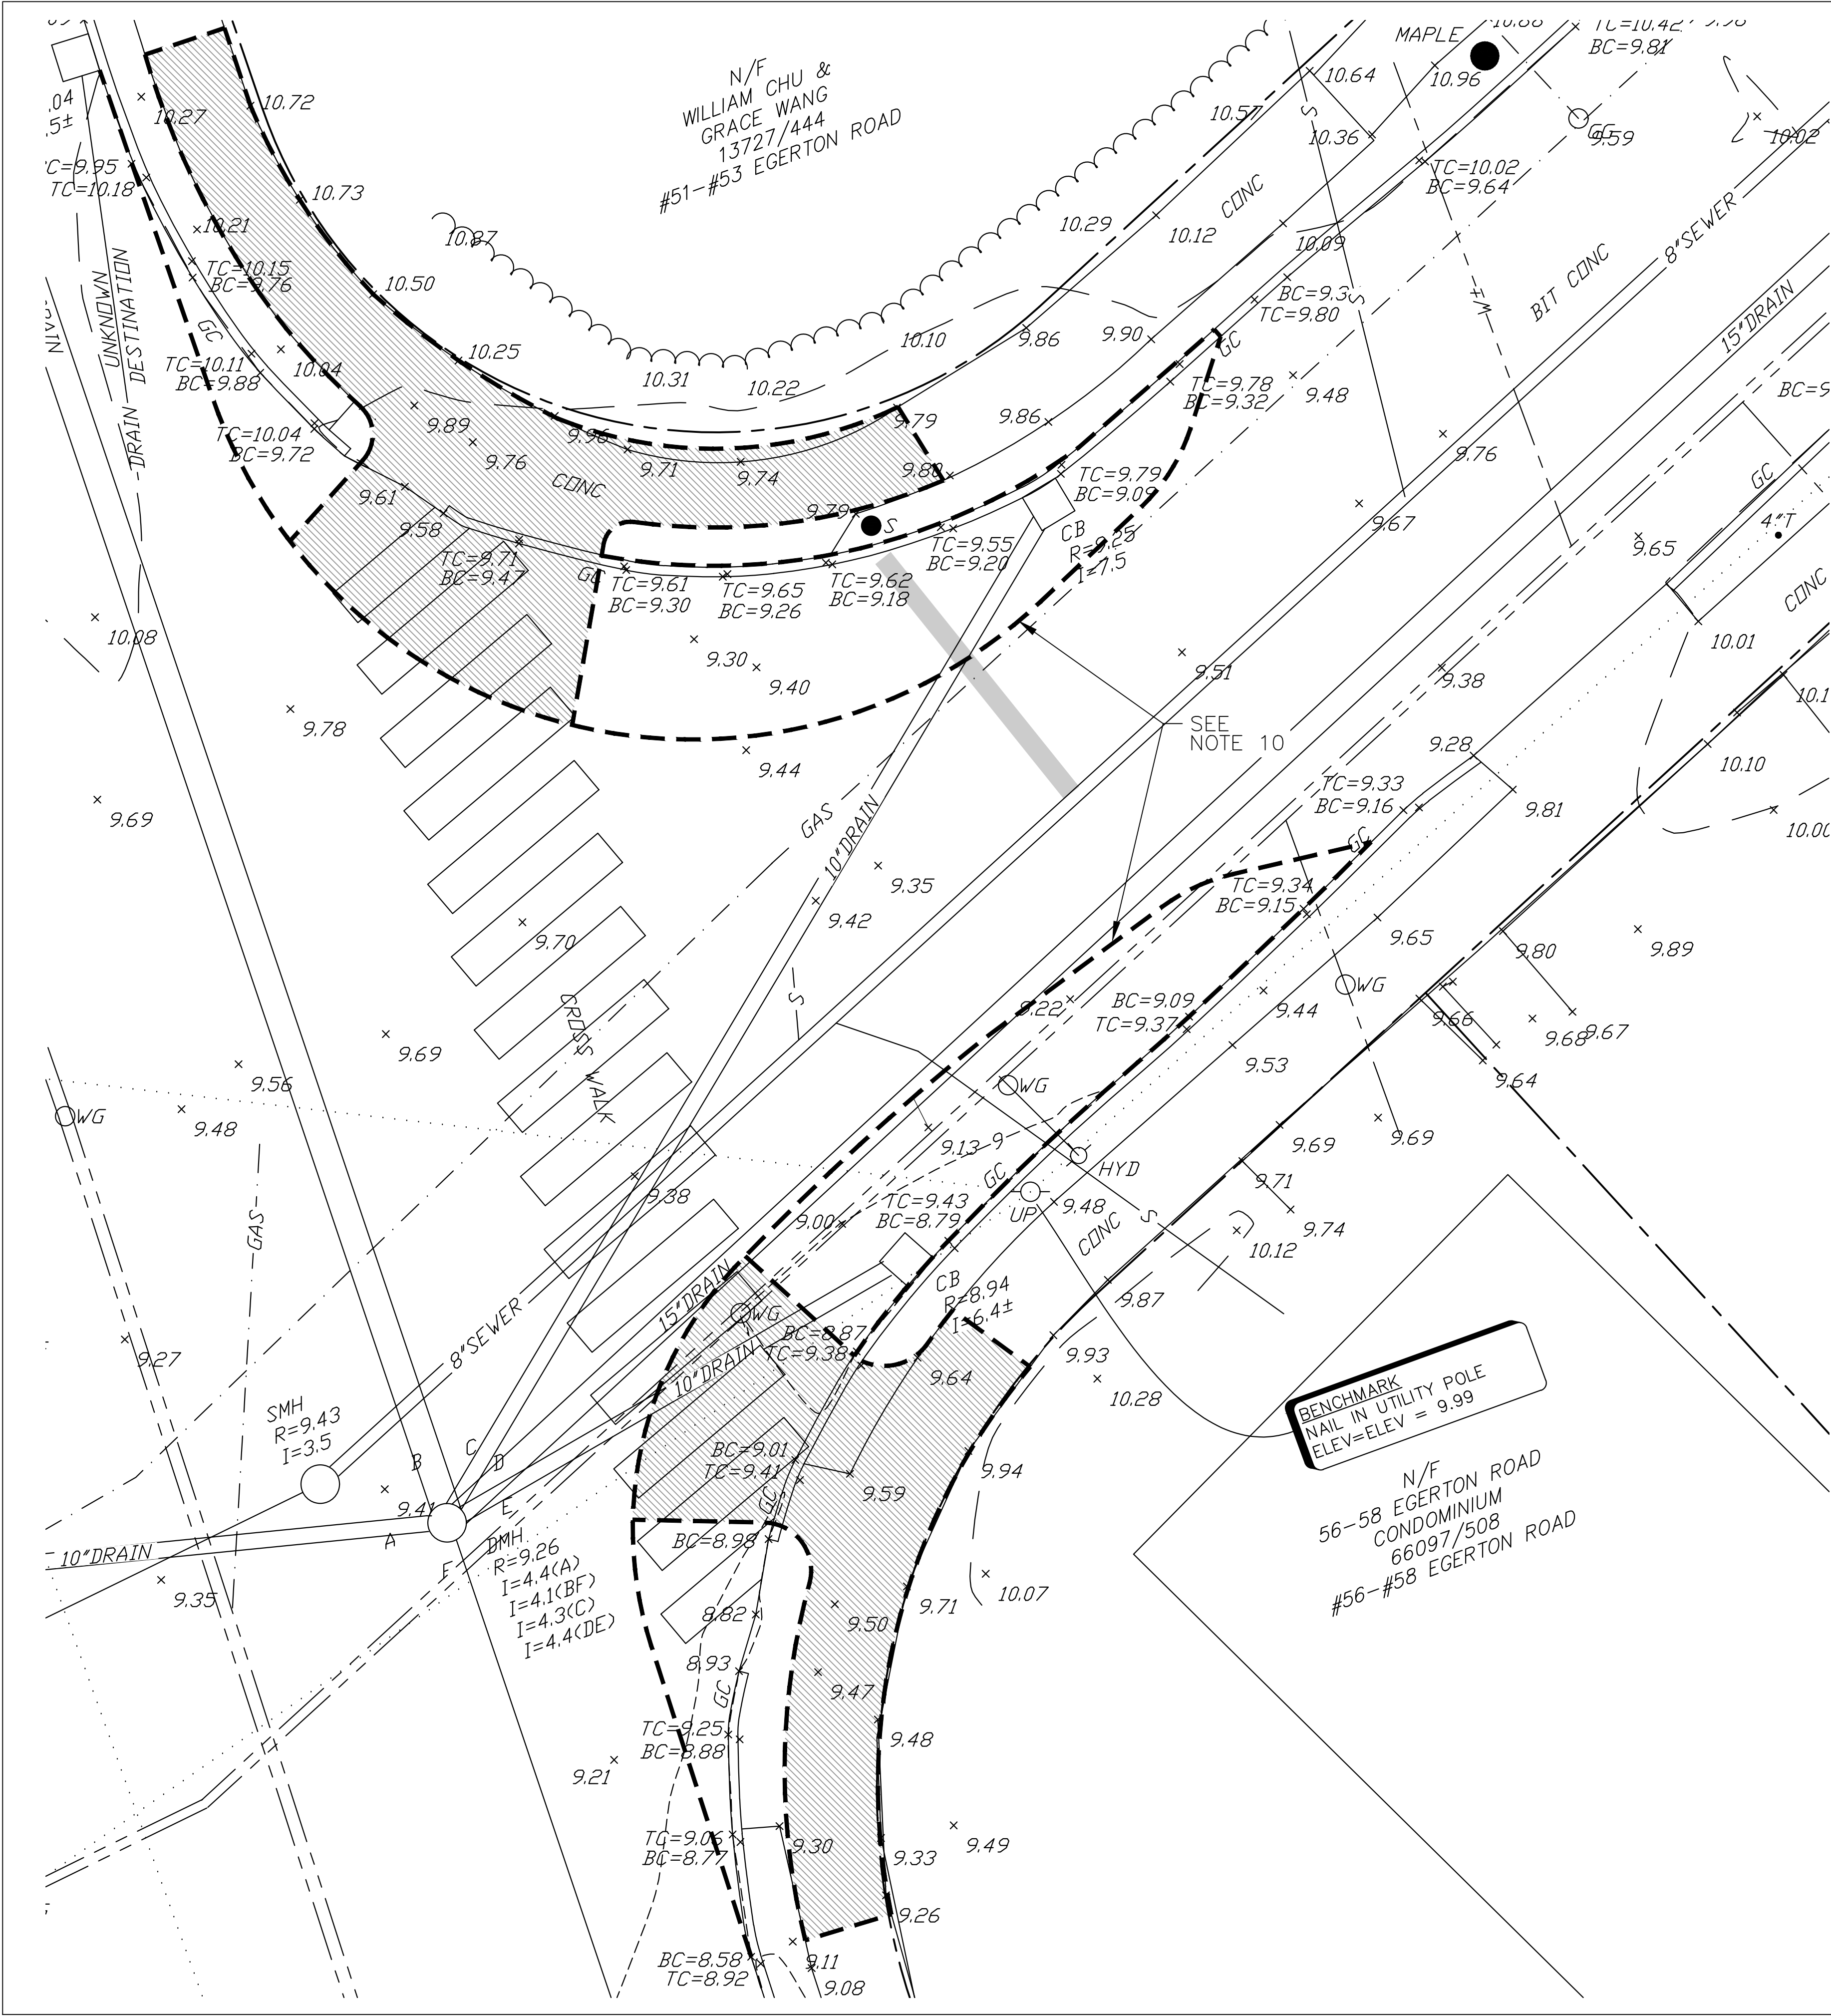 MAPLE
10.88
TC=10.42
BC=9.81
9.98
N/F
WILLIAM CHU &
GRACE WANG
13727/444
#51-#53 EGERTON ROAD
10.64
10.96
10.27
10.72
10.57
10.36
GG
9.59
10.02
TC=10.02
BC=9.64
TC=10.18
10.73
10.29
10.12
CONC
10.09
8"SEWER
10.21
10.87
TC=10.15
BC=9.76
UNKNOWN
DRAIN DESTINATION
10.50
S
S
TC=9.80
BIT CONC
15"DRAIN
GC
TC=10.11
BC=9.88
10.04
10.25
10.31
10.22
10.10
9.86
9.90
GC
TC=9.78
BC=9.32
9.48
9.89
9.96
9.79
9.86
TC=10.04
BC=9.72
9.76
9.71
9.74
9.80
9.76
GC
CONC
TC=9.79
BC=9.09
9.61
9.58
9.79
S
CB
R=9.25
I=7.5
9.67
4"T
9.65
TC=9.71
BC=9.47
GC
TC=9.55
BC=9.20
TC=9.61
BC=9.30
TC=9.65
BC=9.26
TC=9.62
BC=9.18
CONC
10.08
9.30
9.40
9.51
10.01
9.38
9.78
SEE
NOTE 10
9.44
9.28
10.10
TC=9.33
BC=9.16
9.81
9.69
GAS
10"DRAIN
10.00
GC
9.35
TC=9.34
BC=9.15
9.42
9.70
9.65
9.80
9.89
CROSS WALK
S
9.22
BC=9.09
TC=9.37
WG
9.44
9.66
9.68
9.67
9.69
9.56
9.53
9.64
WG
WG
9.48
9.13
9
HYD
9.69
9.69
GC
9.71
9.38
TC=9.43
BC=8.79
9.00
UP
9.48
S
CONC
9.74
10.12
GAS
CB
R=8.94
I=6.4±
9.87
15"DRAIN
WG
BC=8.87
TC=9.38
9.27
8"SEWER
10"DRAIN
9.64
9.93
10.28
BENCHMARK
NAIL IN UTILITY POLE
ELEV=ELEV = 9.99
SMH
R=9.43
I=3.5
B
C
D
BC=9.01
TC=9.41
9.94
N/F
56-58 EGERTON ROAD
CONDOMINIUM
66097/508
#56-#58 EGERTON ROAD
9.41
E
GC
9.59
A
10"DRAIN
F
DMH
R=9.26
I=4.4(A)
I=4.1(BF)
I=4.3(C)
I=4.4(DE)
BC=8.98
9.35
10.07
8.82
9.50
9.71
8.93
9.47
GC
TC=9.25
BC=8.88
9.48
9.21
TC=9.06
BC=8.77
9.30
9.33
9.49
9.26
BC=8.58
TC=8.92
9.11
9.08